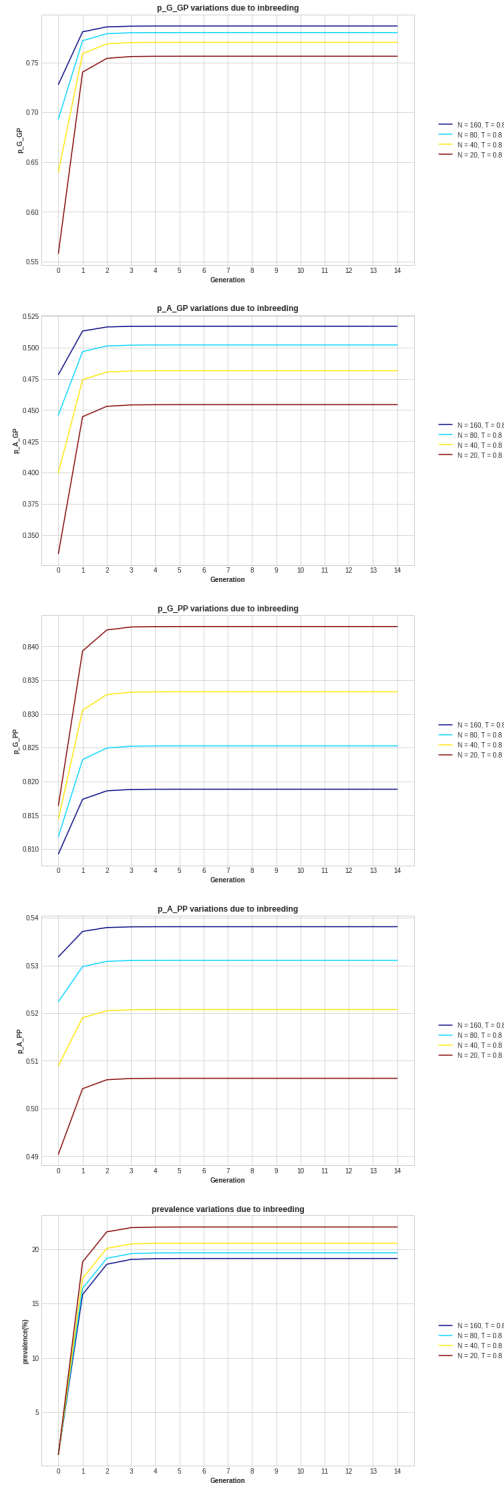 p_G_GP variations due to inbreeding
0.75
0.70
0.65
0.60
0.55
p_G_GP
0 1 2 3 4 5 6 7 8 9 10 11 12 13 14
Generation
N = 160, T = 0.8
N = 80, T = 0.8
N = 40, T = 0.8
N = 20, T = 0.8
p_A_GP variations due to inbreeding
0.525
0.500
0.475
0.450
0.425
0.400
0.375
0.350
p_A_GP
0 1 2 3 4 5 6 7 8 9 10 11 12 13 14
Generation
N = 160, T = 0.8
N = 80, T = 0.8
N = 40, T = 0.8
N = 20, T = 0.8
p_G_PP variations due to inbreeding
0.840
0.835
0.830
0.825
0.820
0.815
0.810
p_G_PP
0 1 2 3 4 5 6 7 8 9 10 11 12 13 14
Generation
N = 160, T = 0.8
N = 80, T = 0.8
N = 40, T = 0.8
N = 20, T = 0.8
p_A_PP variations due to inbreeding
0.54
0.53
0.52
0.51
0.50
0.49
p_A_PP
0 1 2 3 4 5 6 7 8 9 10 11 12 13 14
Generation
N = 160, T = 0.8
N = 80, T = 0.8
N = 40, T = 0.8
N = 20, T = 0.8
prevalence variations due to inbreeding
20
15
10
5
prevalence(%)
0 1 2 3 4 5 6 7 8 9 10 11 12 13 14
Generation
N = 160, T = 0.8
N = 80, T = 0.8
N = 40, T = 0.8
N = 20, T = 0.8